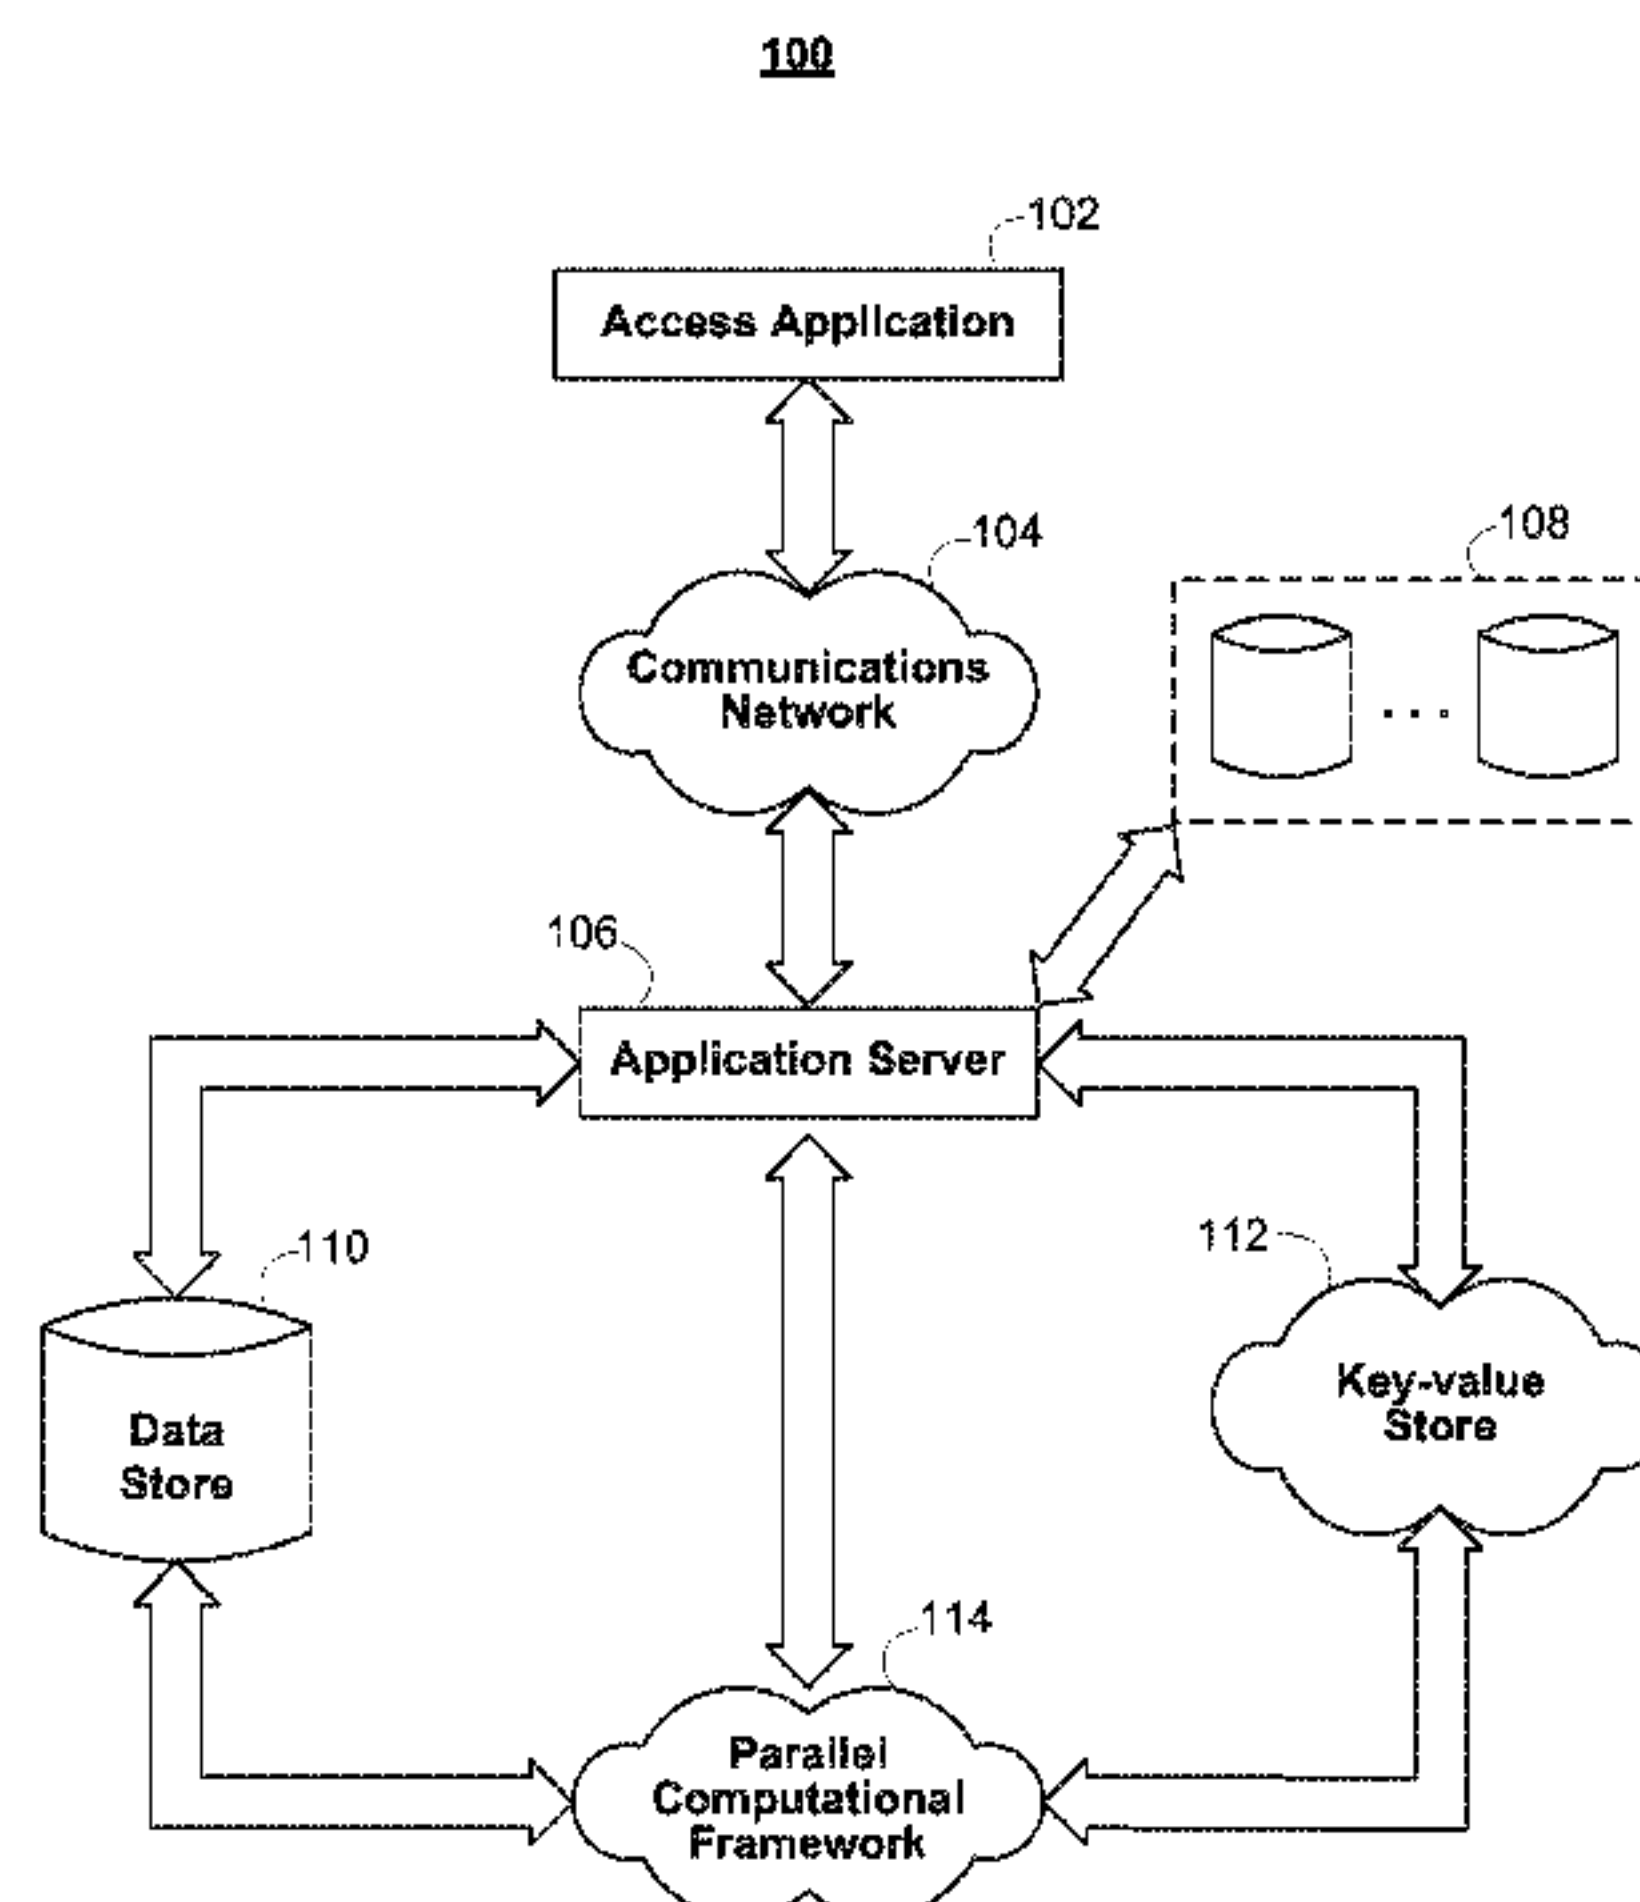 100
102
Access Application
104
108
Communications
Network
106
Application Server
110
112
Key-value
Store
Data
Store
114
Parallel
Computational
Framework